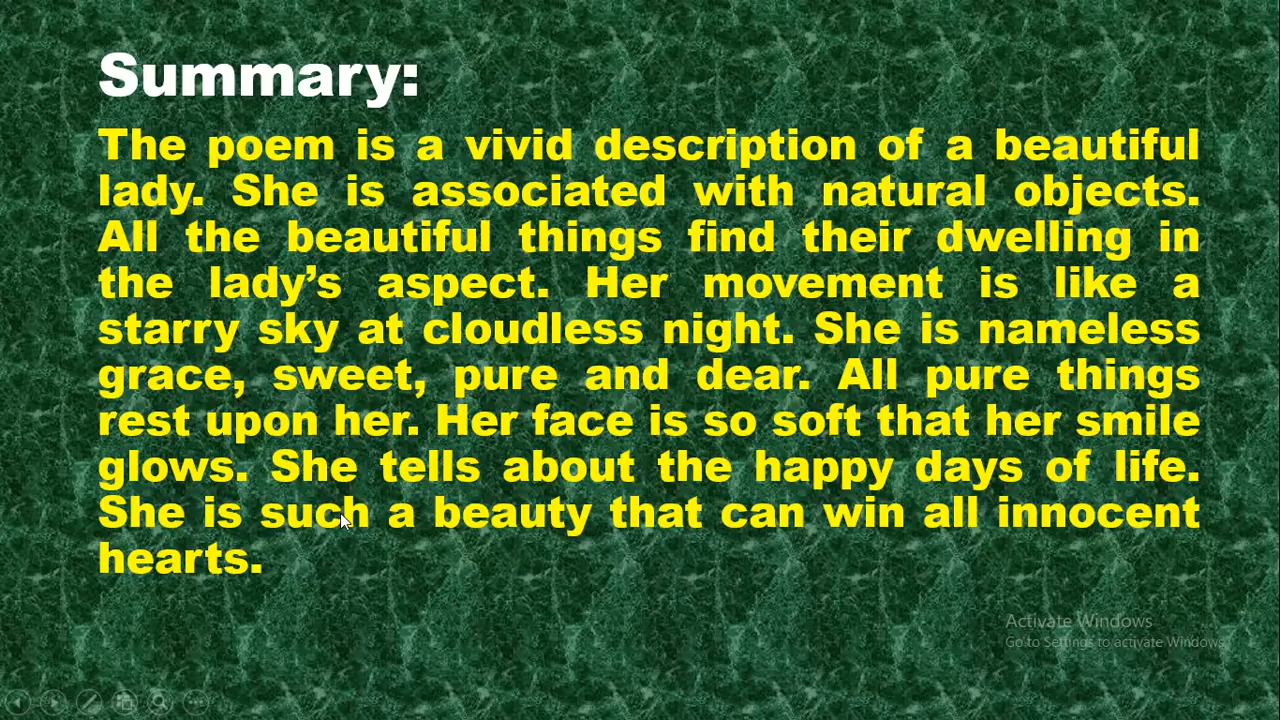 Summary:
The poem is a vivid description of a beautiful
lady. She is associated with natural objects.
All the beautiful things find their dwelling in
the lady’s aspect. Her movement is like a
starry sky at cloudless night. She is nameless
grace, sweet, pure and dear. All pure things
rest upon her. Her face is so soft that her smile
glows. She tells about the happy days of life.
She is such a beauty that can win all innocent
hearts.
Activate Windows
Go to Settings to activate Windows.